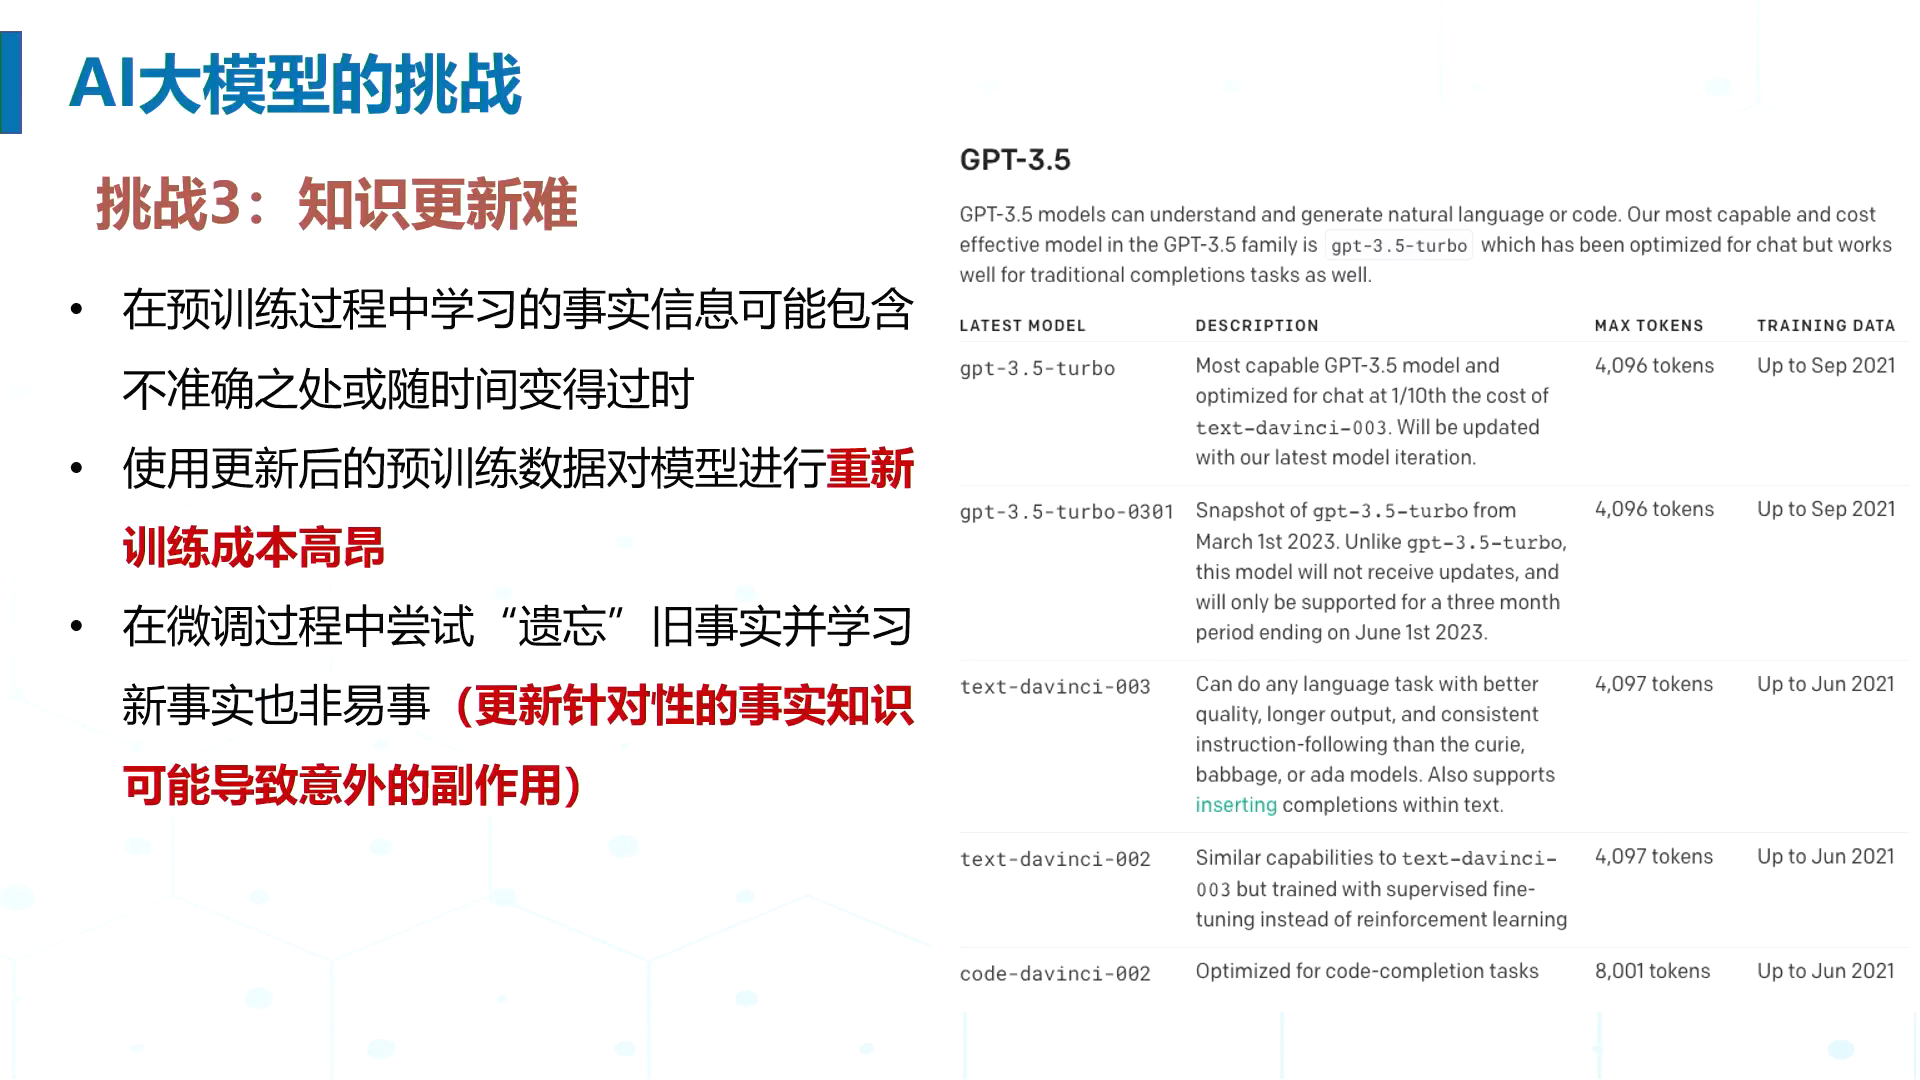 AI大模型的挑战
挑战3：知识更新难
• 在预训练过程中学习的事实信息可能包含
不准确之处或随时间变得过时
• 使用更新后的预训练数据对模型进行重新
训练成本高昂
• 在微调过程中尝试“遗忘”旧事实并学习
新事实也非易事（更新针对性的事实知识
可能导致意外的副作用）
GPT-3.5
GPT-3.5 models can understand and generate natural language or code. Our most capable and cost
effective model in the GPT-3.5 family is gpt-3.5-turbo which has been optimized for chat but works
well for traditional completions tasks as well.
LATEST MODEL DESCRIPTION MAX TOKENS TRAINING DATA
gpt-3.5-turbo Most capable GPT-3.5 model and 4,096 tokens Up to Sep 2021
optimized for chat at 1/10th the cost of
text-davinci-003. Will be updated
with our latest model iteration.
gpt-3.5-turbo-0301 Snapshot of gpt-3.5-turbo from 4,096 tokens Up to Sep 2021
March 1st 2023. Unlike gpt-3.5-turbo,
this model will not receive updates, and
will only be supported for a three month
period ending on June 1st 2023.
text-davinci-003 Can do any language task with better 4,097 tokens Up to Jun 2021
quality, longer output, and consistent
instruction-following than the curie,
babbage, or ada models. Also supports
inserting completions within text.
text-davinci-002 Similar capabilities to text-davinci- 4,097 tokens Up to Jun 2021
003 but trained with supervised fine-
tuning instead of reinforcement learning
code-davinci-002 Optimized for code-completion tasks 8,001 tokens Up to Jun 2021